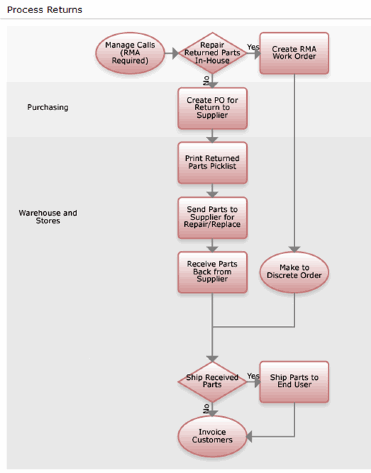 Process Returns
Manage Calls
(RMA
Required)
Repair
Returned Parts
In-House
Yes
Create RMA
Work Order
No
Purchasing
Create PO for
Return to
Supplier
Print Returned
Parts Picklist
Warehouse and
Stores
Send Parts to
Supplier for
Repair/Replace
Receive Parts
Back from
Supplier
Make to
Discrete Order
Ship Received
Parts
Yes
Ship Parts to
End User
No
Invoice
Customers